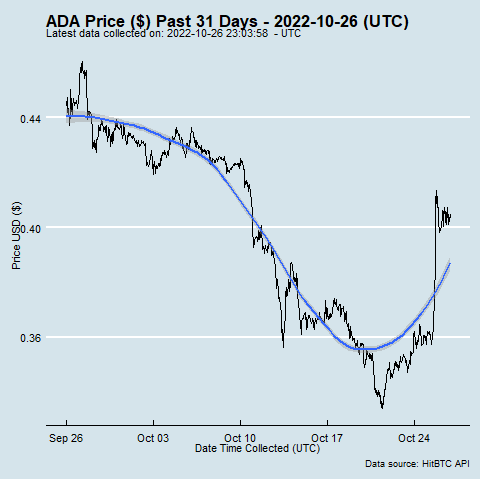 ADA Price ($) Past 31 Days - 2022-10-26 (UTC)
Latest data collected on: 2022-10-26 23:03:58 - UTC
Price USD ($)
0.44
0.40
0.36
Sep 26 Oct 03 Oct 10 Oct 17 Oct 24
Date Time Collected (UTC)
Data source: HitBTC API